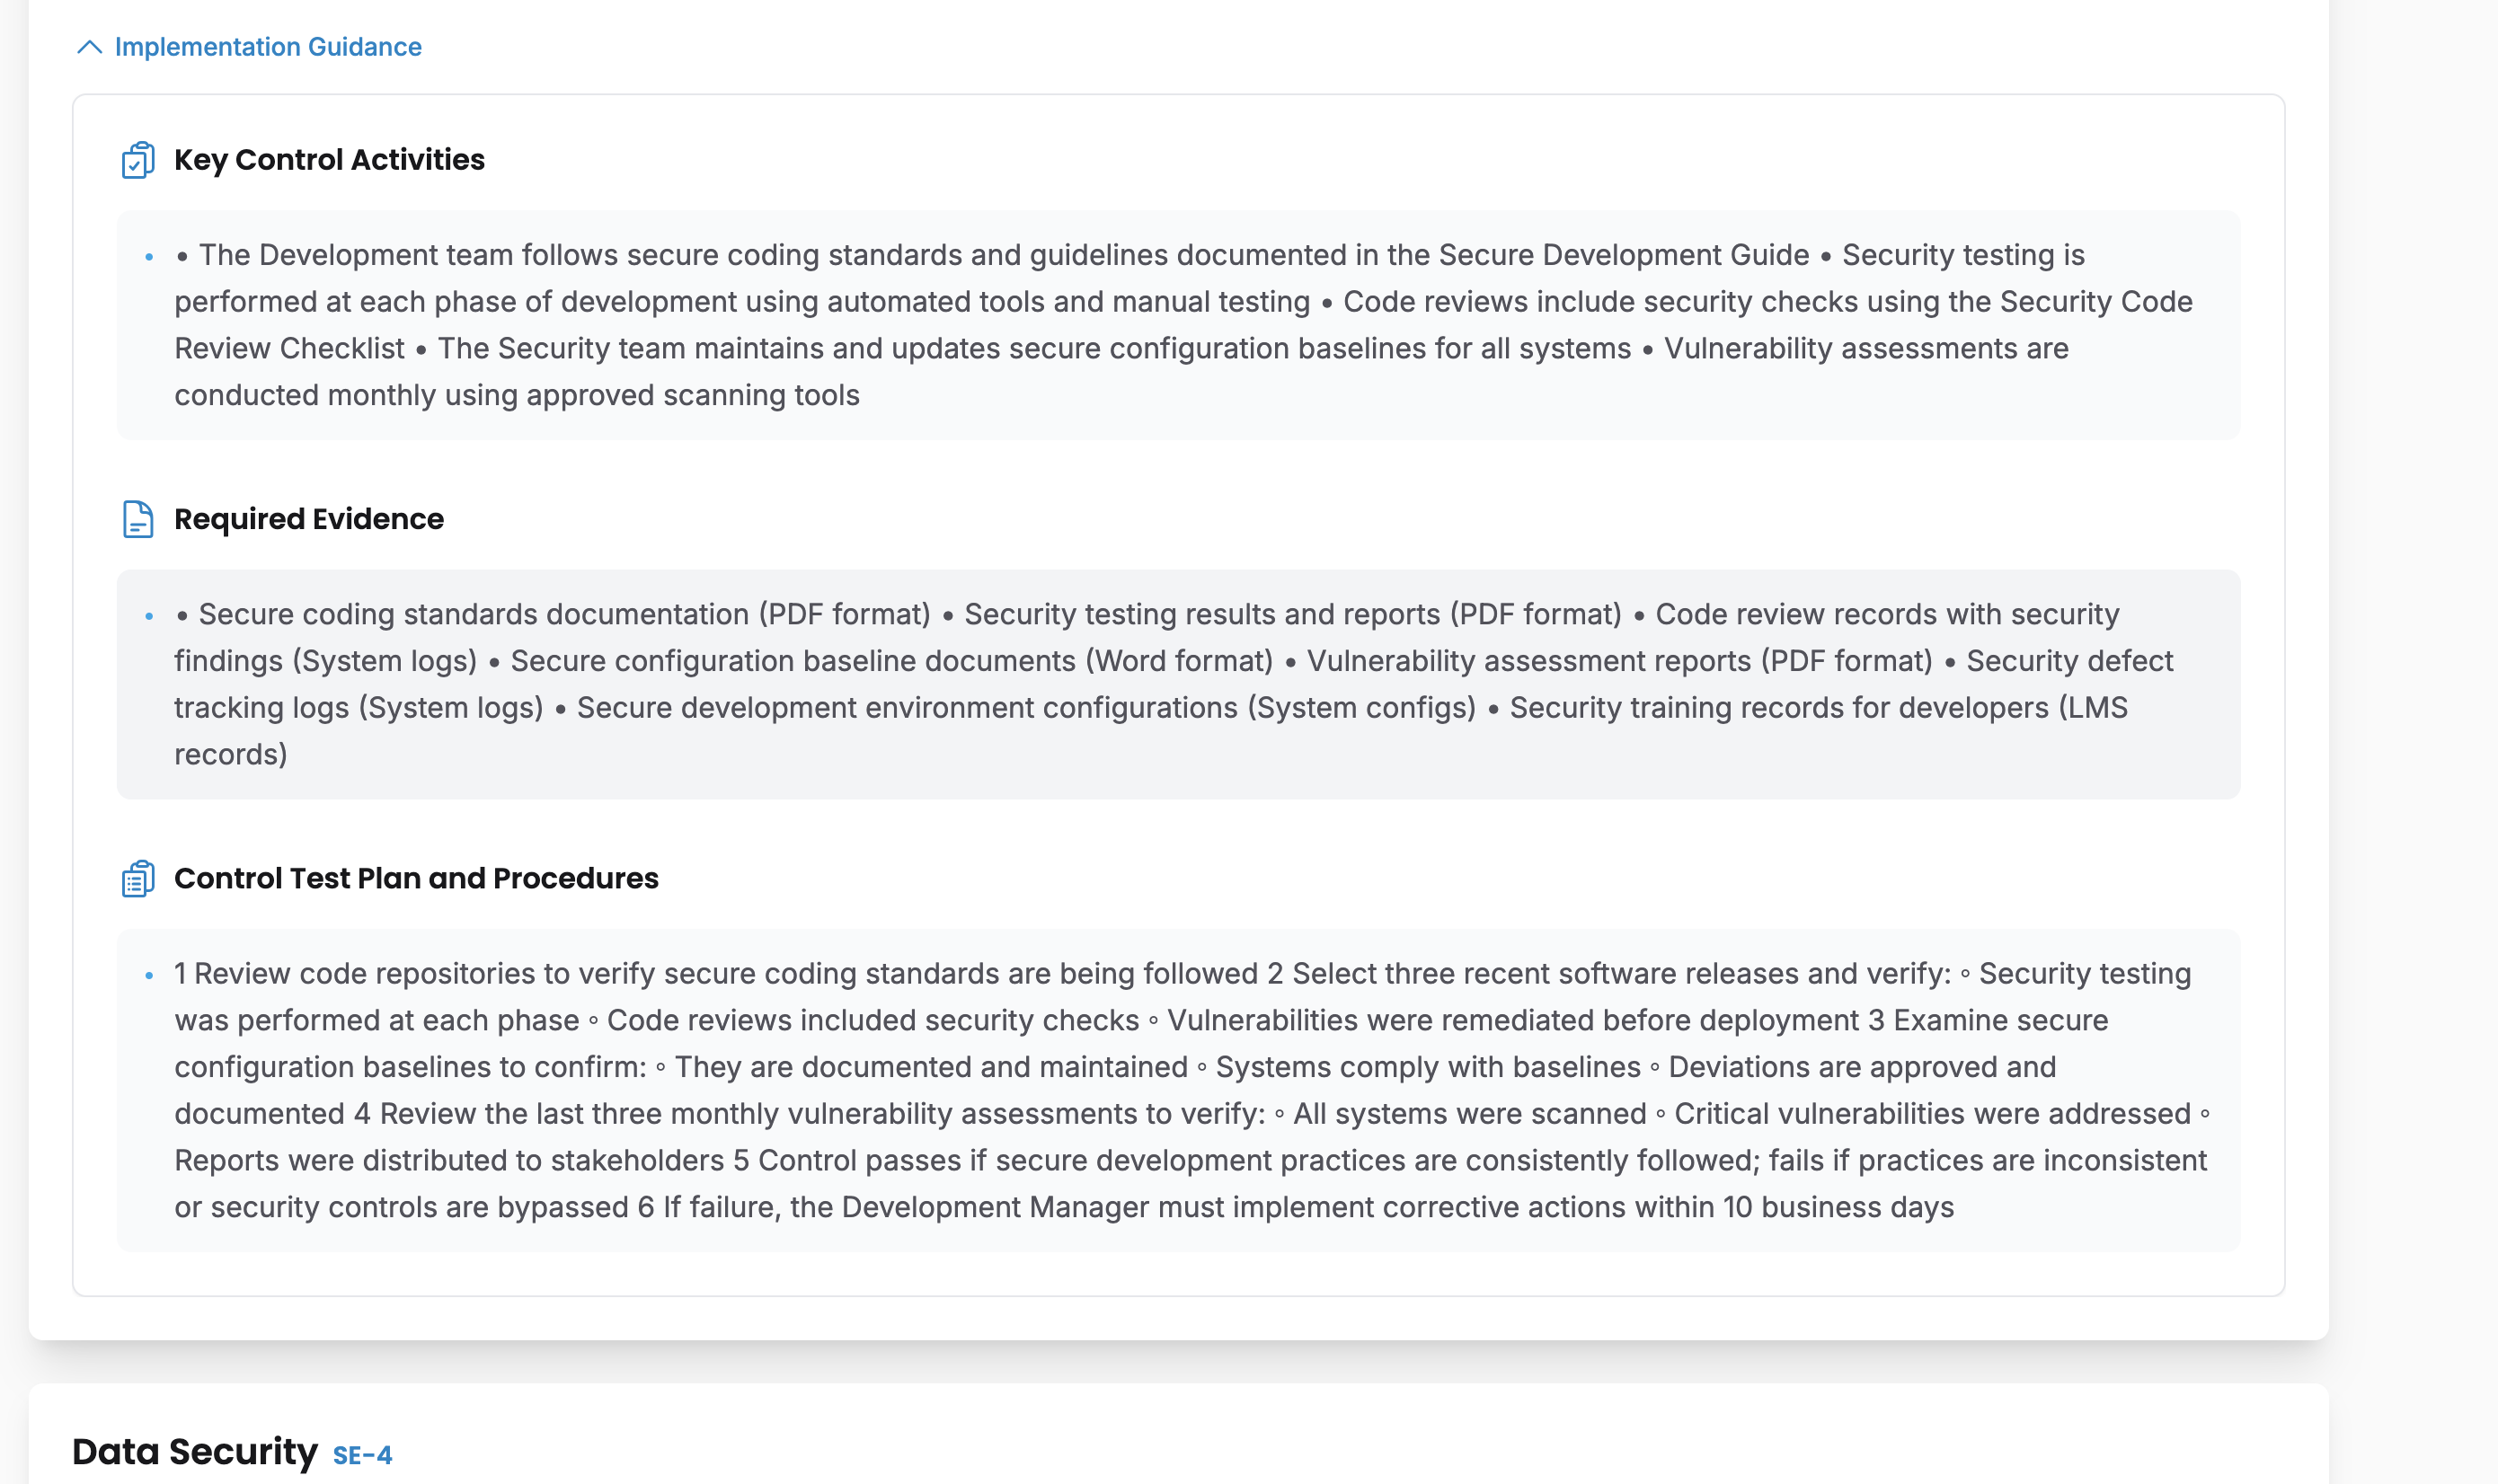 Implementation Guidance
Key Control Activities
• • The Development team follows secure coding standards and guidelines documented in the Secure Development Guide • Security testing is
performed at each phase of development using automated tools and manual testing • Code reviews include security checks using the Security Code
Review Checklist • The Security team maintains and updates secure configuration baselines for all systems • Vulnerability assessments are
conducted monthly using approved scanning tools
Required Evidence
• • Secure coding standards documentation (PDF format) • Security testing results and reports (PDF format) • Code review records with security
findings (System logs) • Secure configuration baseline documents (Word format) • Vulnerability assessment reports (PDF format) • Security defect
tracking logs (System logs) • Secure development environment configurations (System configs) • Security training records for developers (LMS
records)
Control Test Plan and Procedures
• 1 Review code repositories to verify secure coding standards are being followed 2 Select three recent software releases and verify: ◦ Security testing
was performed at each phase ◦ Code reviews included security checks ◦ Vulnerabilities were remediated before deployment 3 Examine secure
configuration baselines to confirm: ◦ They are documented and maintained ◦ Systems comply with baselines ◦ Deviations are approved and
documented 4 Review the last three monthly vulnerability assessments to verify: ◦ All systems were scanned ◦ Critical vulnerabilities were addressed ◦
Reports were distributed to stakeholders 5 Control passes if secure development practices are consistently followed; fails if practices are inconsistent
or security controls are bypassed 6 If failure, the Development Manager must implement corrective actions within 10 business days
Data Security SE-4